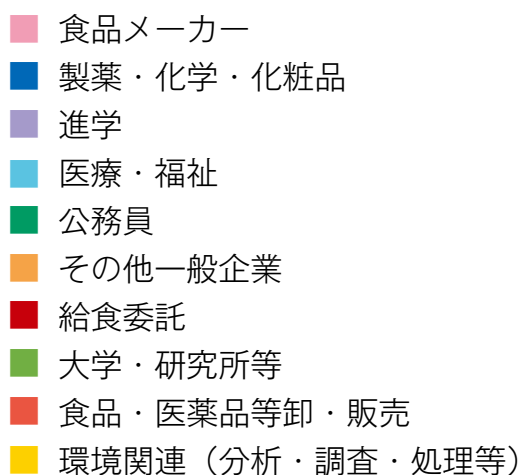 食品メーカー
製薬・化学・化粧品
進学
医療・福祉
公務員
その他一般企業
給食委託
大学・研究所等
食品・医薬品等卸・販売
環境関連（分析・調査・処理等）